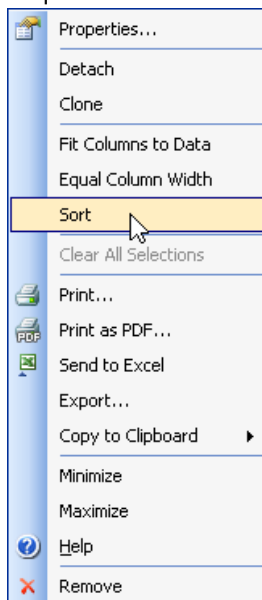 Properties...
Detach
Clone
Fit Columns to Data
Equal Column Width
Sort
Clear All Selections
Print...
PDF
Print as PDF...
Send to Excel
Export...
Copy to Clipboard
Minimize
Maximize
Help
Remove